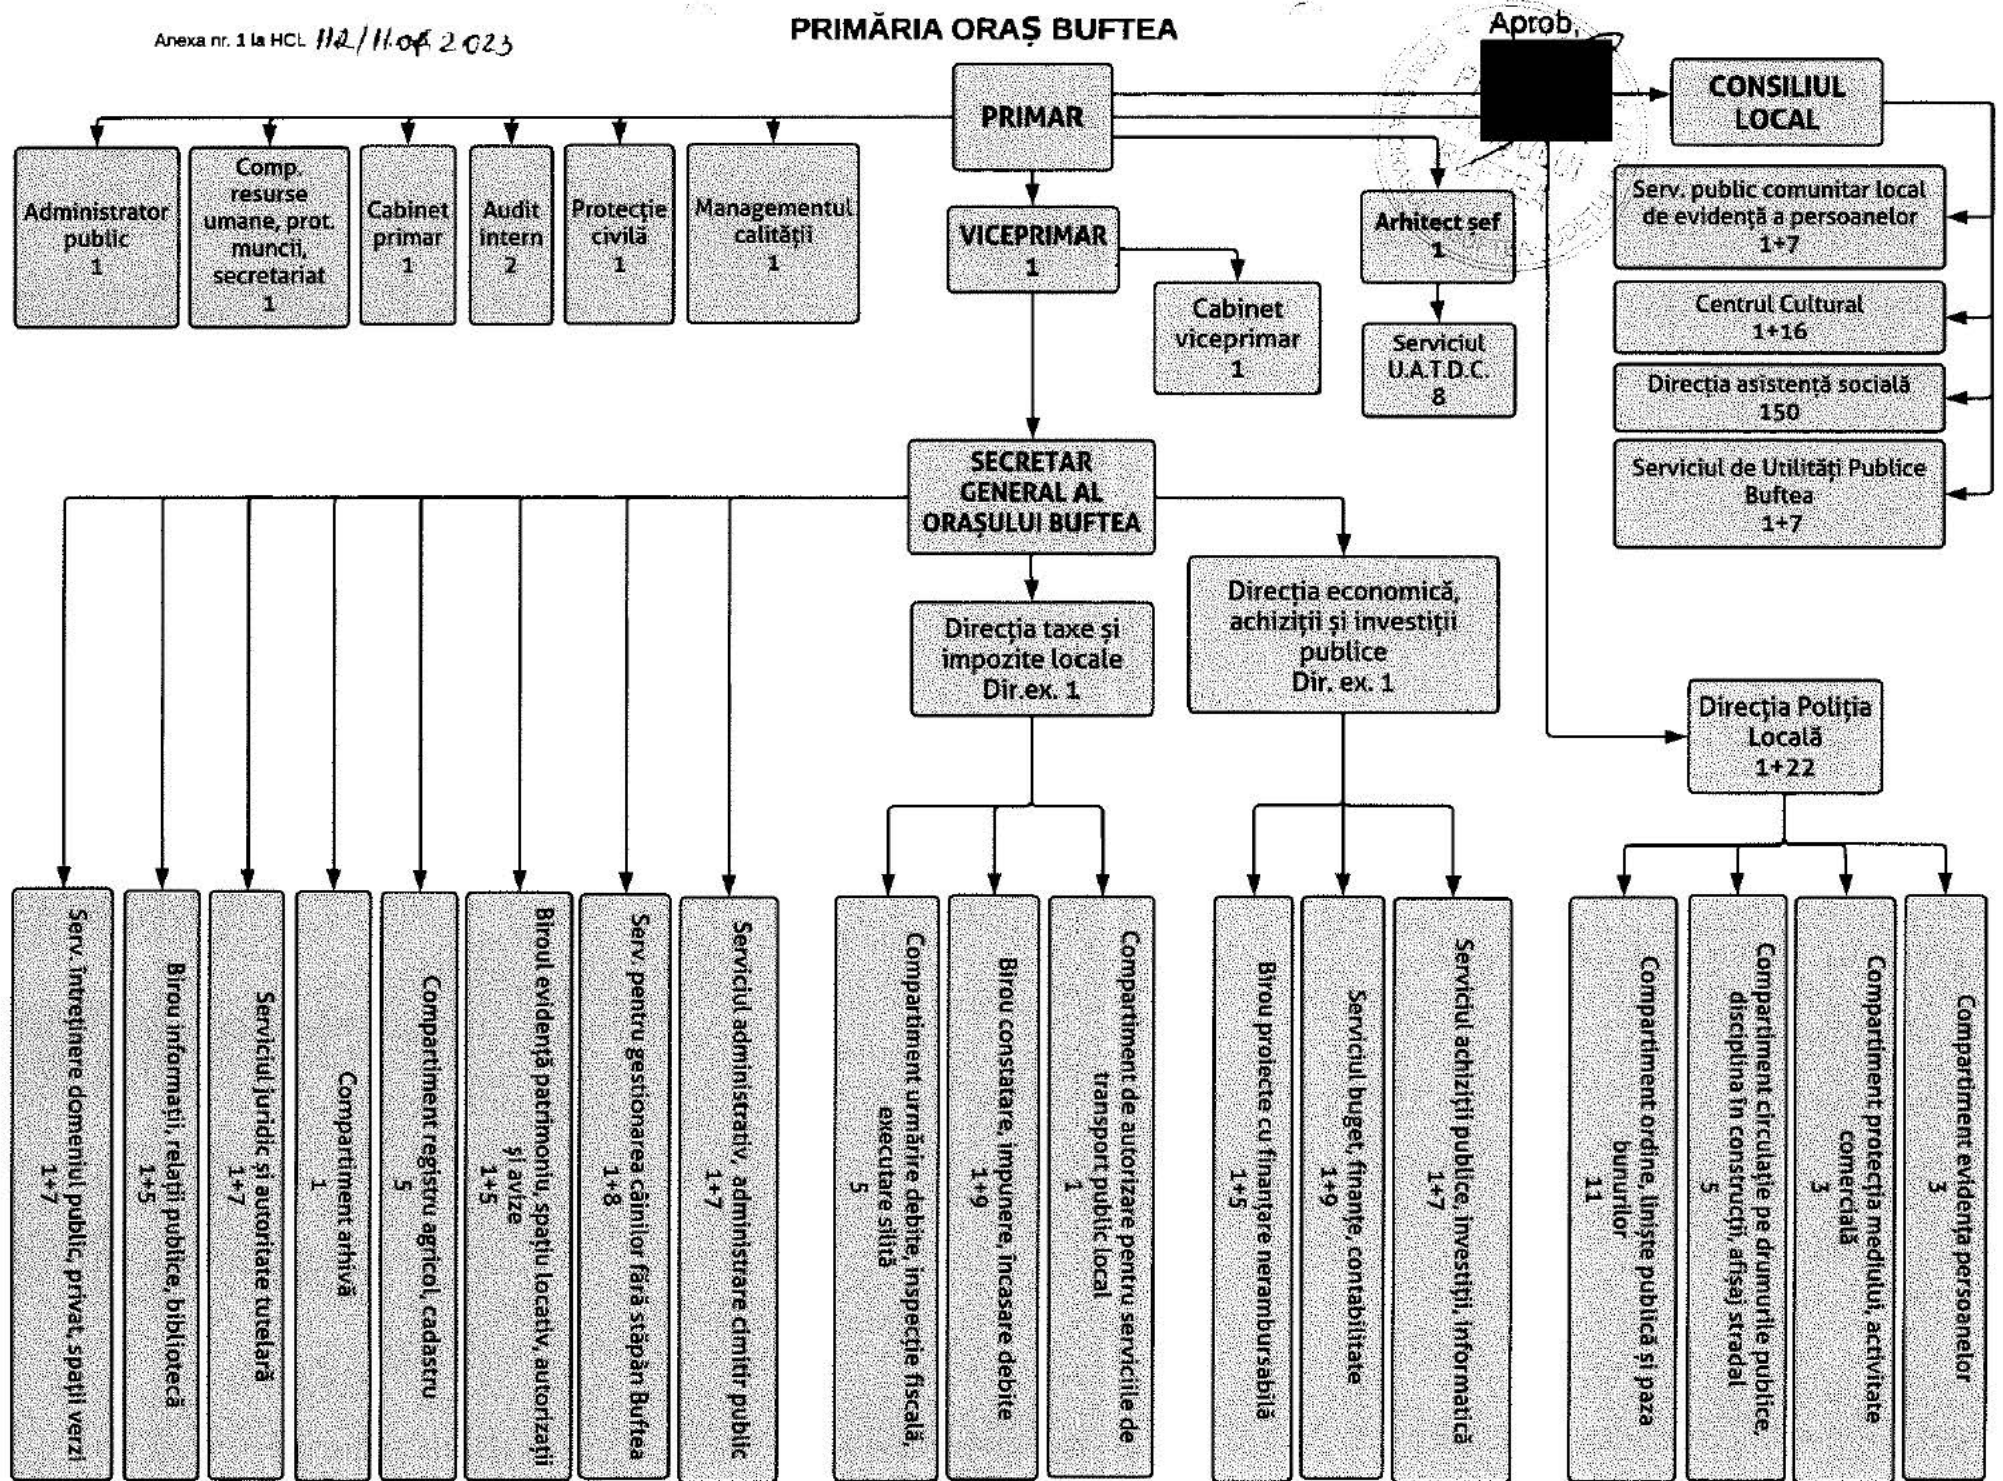 Anexa nr. 1 la HCL 112/11.0 2023
PRIMĂRIA ORAȘ BUFTEA
Aprob,
PRIMAR
CONSILIUL
LOCAL
Administrator
public
1
Comp.
resurse
umane, prot.
muncii,
secretariat
1
Cabinet
primar
1
Audit
intern
2
Protecție
civilă
1
Managementul
calității
1
VICEPRIMAR
1
Cabinet
viceprimar
1
Arhitect șef
1
Serviciul
U.A.T.D.C.
8
Serv. public comunitar local
de evidență a persoanelor
1+7
Centrul Cultural
1+16
Direcția asistență socială
150
Serviciul de Utilități Publice
Buftea
1+7
SECRETAR
GENERAL AL
ORAȘULUI BUFTEA
Direcția taxe și
impozite locale
Dir.ex. 1
Direcția economică,
achiziții și investiții
publice
Dir. ex. 1
Direcția Poliția
Locală
1+22
Serv. întreținere domeniul public, privat, spații verzi
1+7
Birou informații, relații publice, bibliotecă
1+5
Serviciul juridic și autoritate tutelară
1+7
Compartiment arhivă
1
Compartiment registru agricol, cadastru
5
Biroul evidență patrimoniu, spațiu locativ, autorizații
și avize
1+5
Serv. pentru gestionarea câinilor fără stăpân Buftea
1+8
Serviciul administrativ, administrare cimitir public
1+7
Compartiment urmărire debite, inspecție fiscală,
executare silită
5
Birou constatare, impunere, încasare debite
1+9
Compartiment de autorizare pentru serviciile de
transport public local
1
Birou proiecte cu finanțare nerambursabilă
1+5
Serviciul buget, finanțe, contabilitate
1+9
Serviciul achiziții publice, investiții, informatică
1+7
Compartiment ordine, liniște publică și paza
bunurilor
11
Compartiment circulație pe drumurile publice,
disciplina în construcții, afișaj stradal
5
Compartiment protecția mediului, activitate
comercială
3
Compartiment evidența persoanelor
3